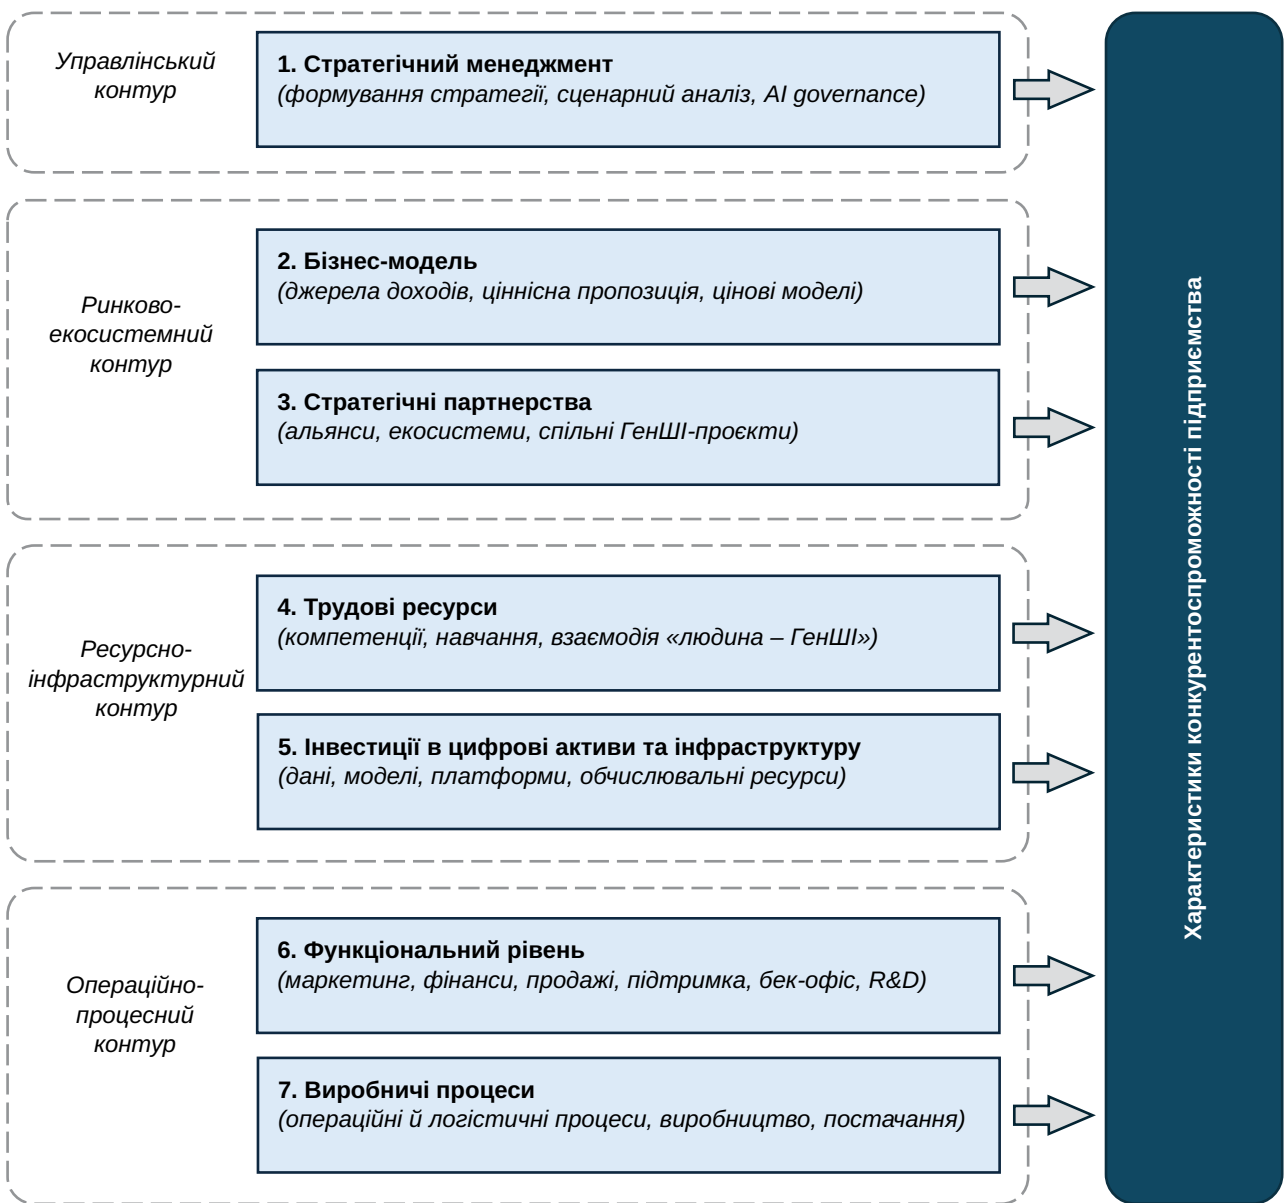 Управлінський
контур
1. Стратегічний менеджмент
(формування стратегії, сценарний аналіз, AI governance)
Ринково-
екосистемний
контур
2. Бізнес-модель
(джерела доходів, ціннісна пропозиція, цінові моделі)
3. Стратегічні партнерства
(альянси, екосистеми, спільні ГенШІ-проєкти)
Ресурсно-
інфраструктурний
контур
4. Трудові ресурси
(компетенції, навчання, взаємодія «людина – ГенШІ»)
5. Інвестиції в цифрові активи та інфраструктуру
(дані, моделі, платформи, обчислювальні ресурси)
Операційно-
процесний
контур
6. Функціональний рівень
(маркетинг, фінанси, продажі, підтримка, бек-офіс, R&D)
7. Виробничі процеси
(операційні й логістичні процеси, виробництво, постачання)
Характеристики конкурентоспроможності підприємства